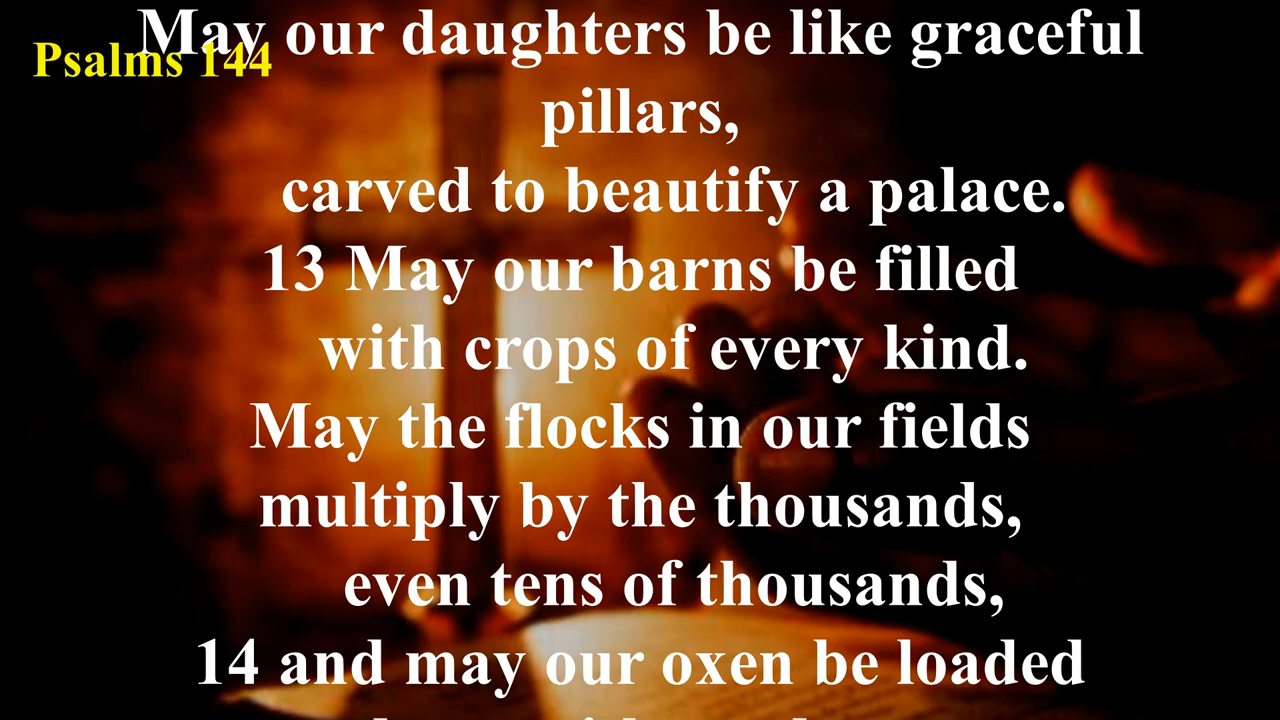 May our daughters be like graceful
Psalms 144
pillars,
carved to beautify a palace.
13 May our barns be filled
with crops of every kind.
May the flocks in our fields
multiply by the thousands,
even tens of thousands,
14 and may our oxen be loaded